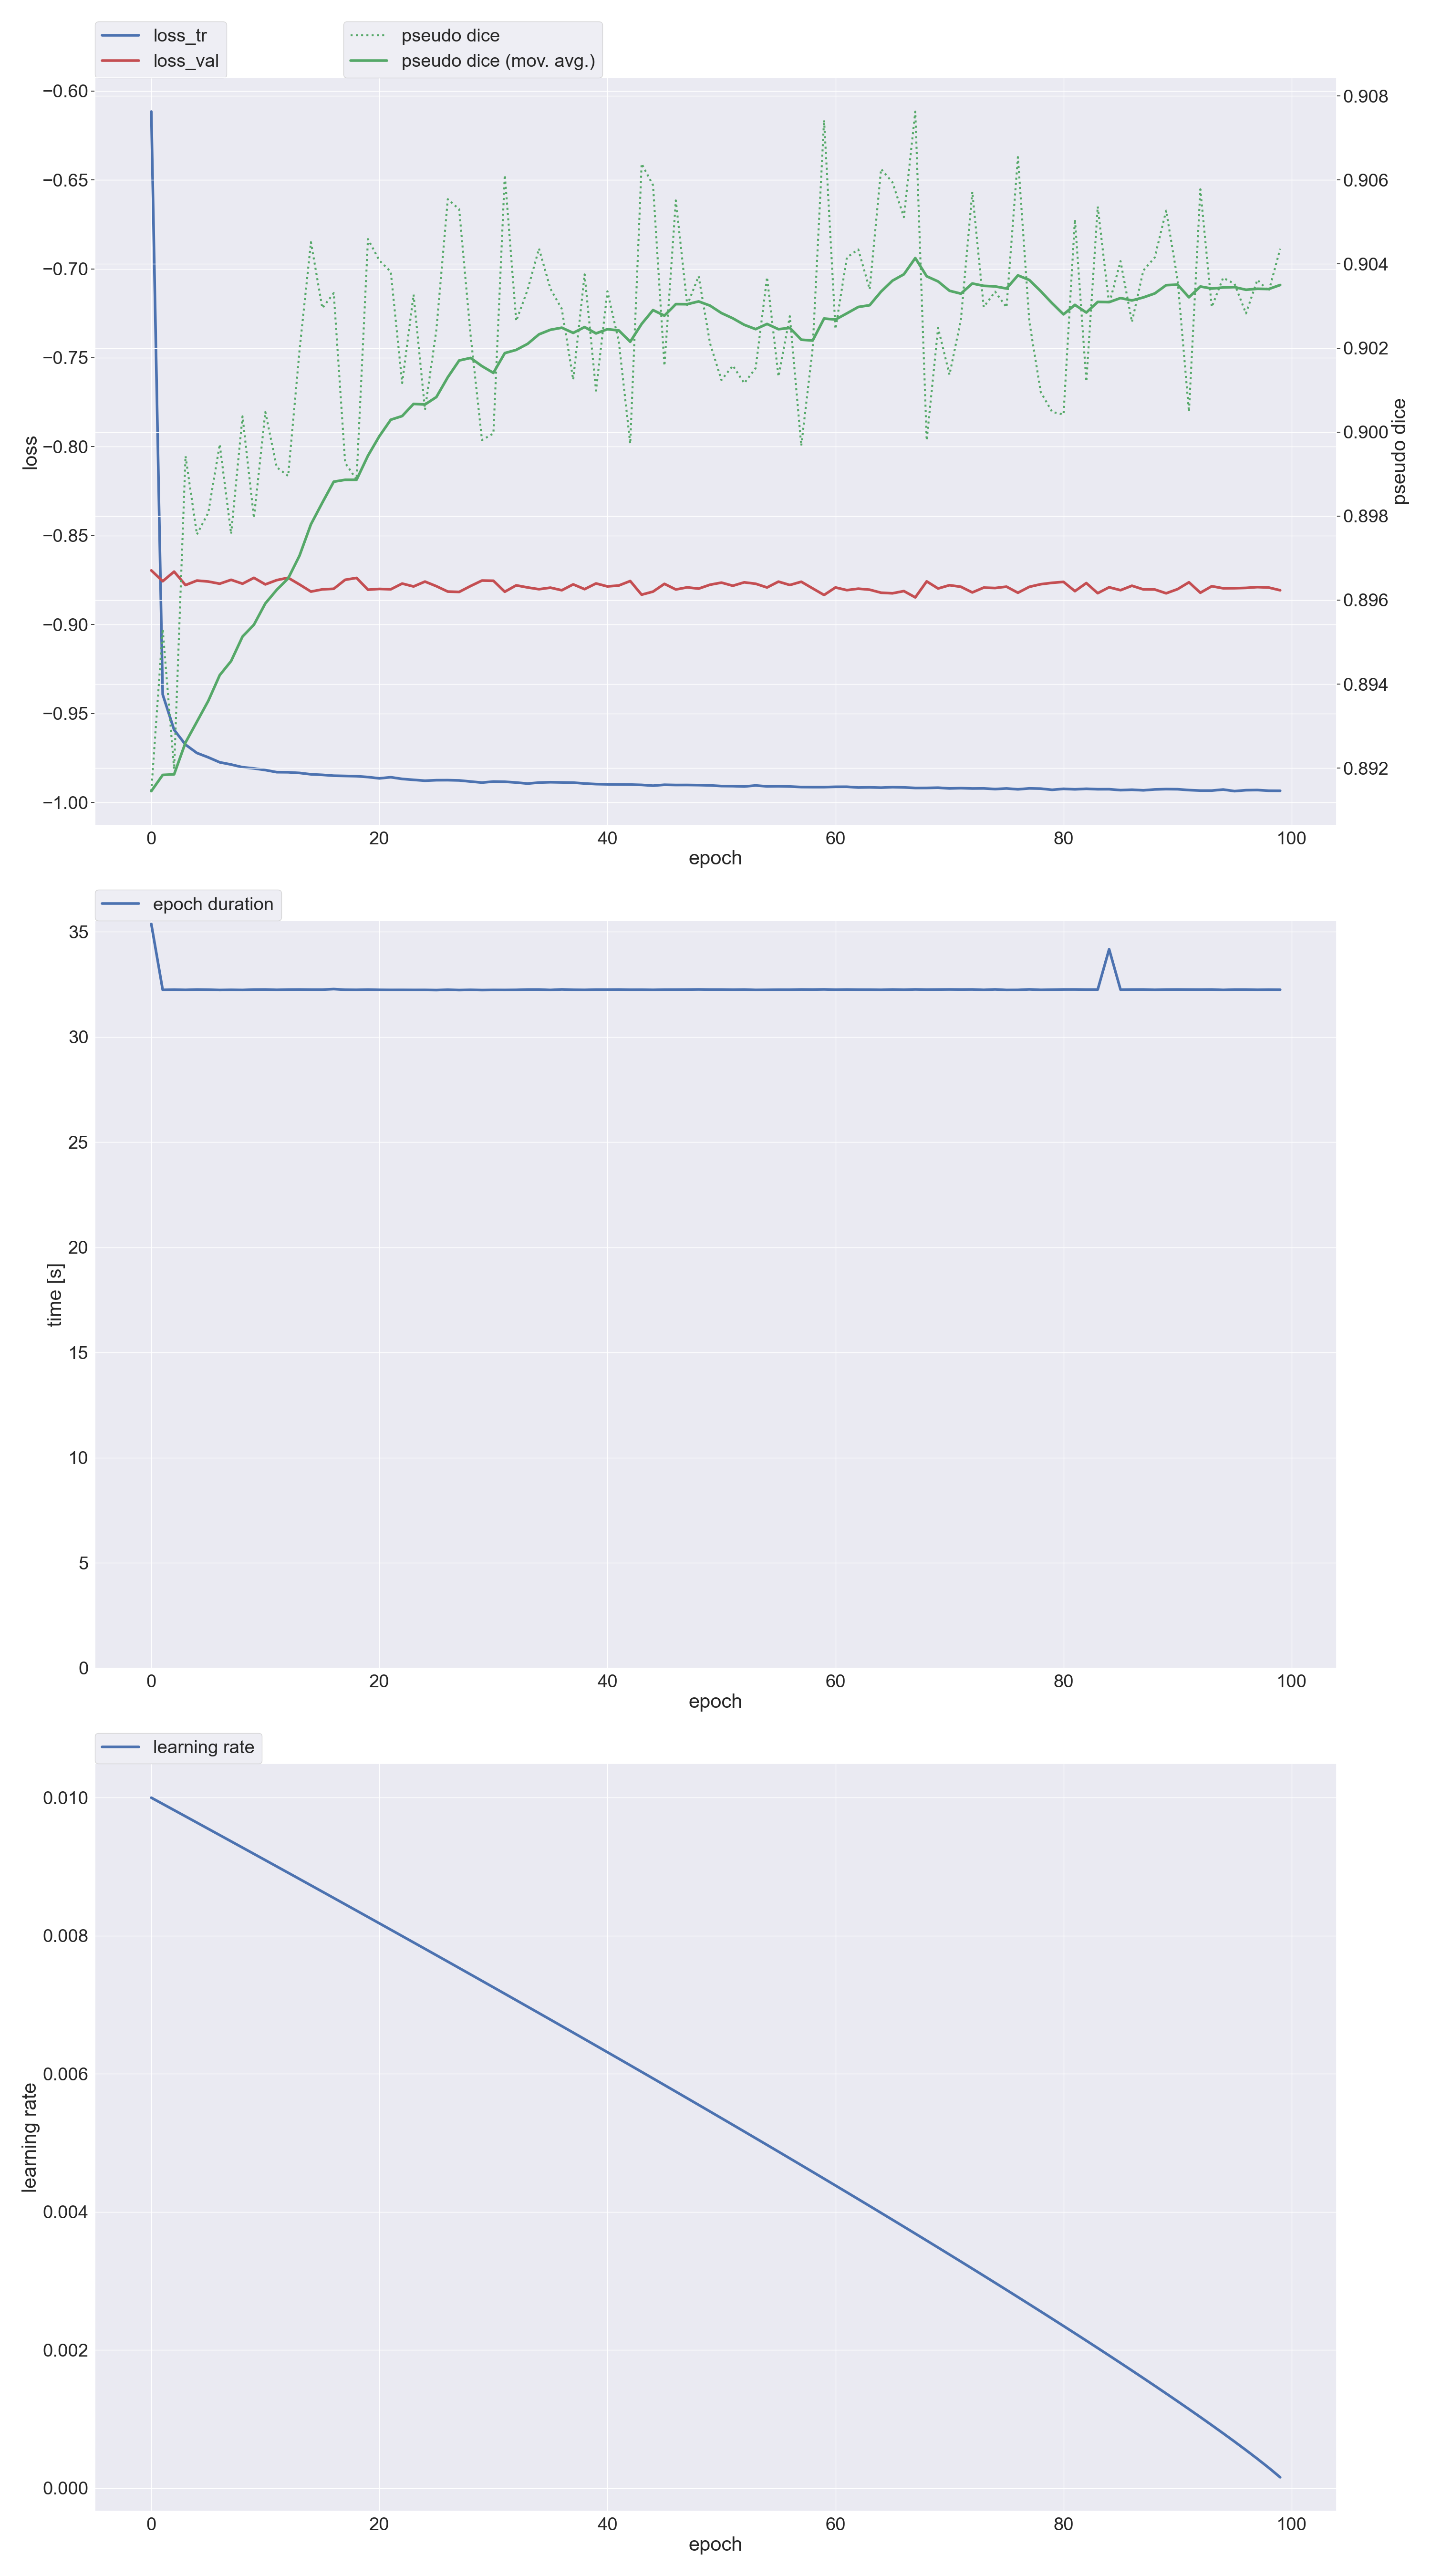 loss_tr
loss_val
pseudo dice
pseudo dice (mov. avg.)
−0.60
−0.65
−0.70
−0.75
−0.80
−0.85
−0.90
−0.95
−1.00
loss
0.908
0.906
0.904
0.902
0.900
0.898
0.896
0.894
0.892
pseudo dice
0 20 40 60 80 100
epoch
epoch duration
35
30
25
20
15
10
5
0
time [s]
0 20 40 60 80 100
epoch
learning rate
0.010
0.008
0.006
0.004
0.002
0.000
learning rate
0 20 40 60 80 100
epoch